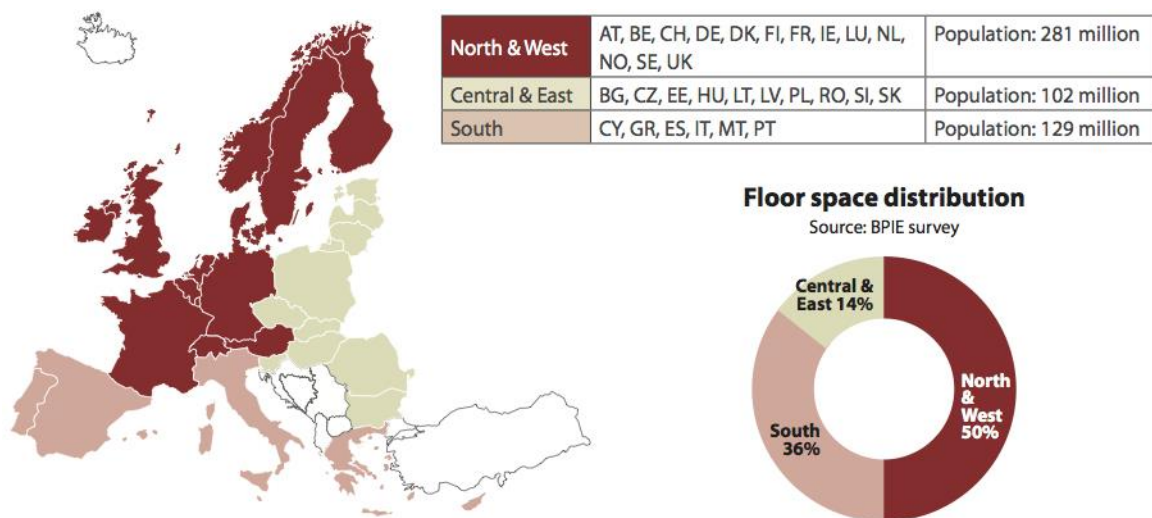 North & West
AT, BE, CH, DE, DK, FI, FR, IE, LU, NL,
NO, SE, UK
Population: 281 million
Central & East
BG, CZ, EE, HU, LT, LV, PL, RO, SI, SK
Population: 102 million
South
CY, GR, ES, IT, MT, PT
Population: 129 million
Floor space distribution
Source: BPIE survey
Central &
East 14%
North
&
West
50%
South
36%